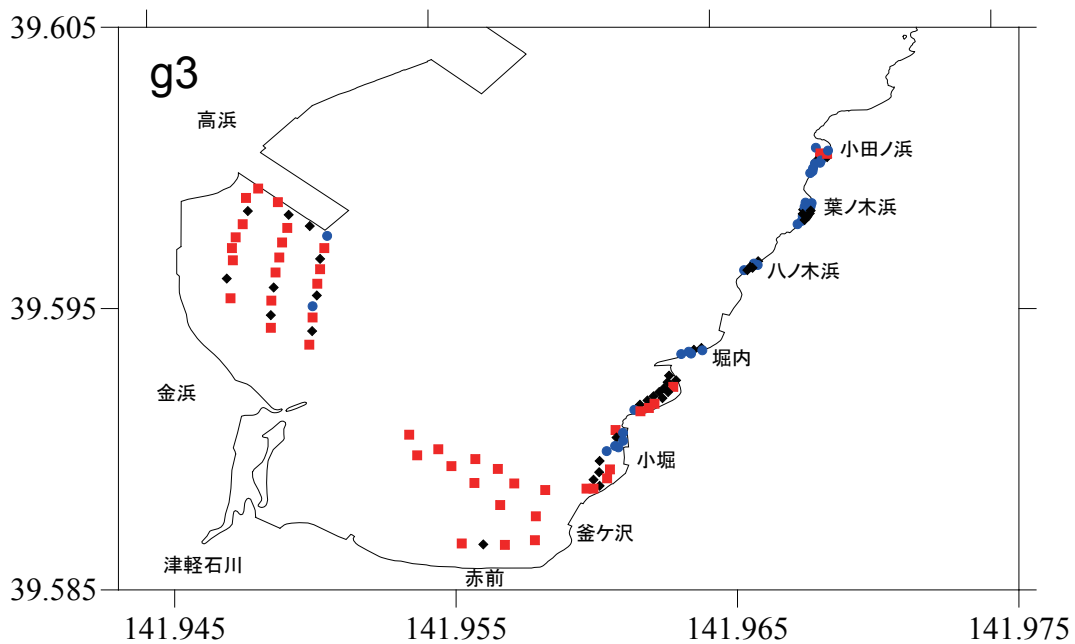 39.605
g3
高浜
小田ノ浜
葉ノ木浜
八ノ木浜
39.595
堀内
金浜
小堀
釜ケ沢
津軽石川
赤前
39.585
141.945
141.955
141.965
141.975